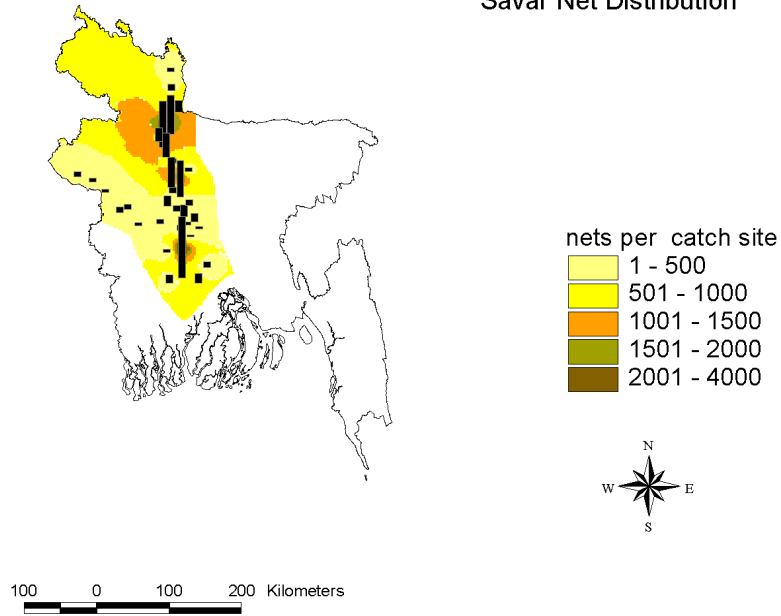 Savar Net Distribution
nets per catch site
1 - 500
501 - 1000
1001 - 1500
1501 - 2000
2001 - 4000
N
W E
S
100 0 100 200 Kilometers